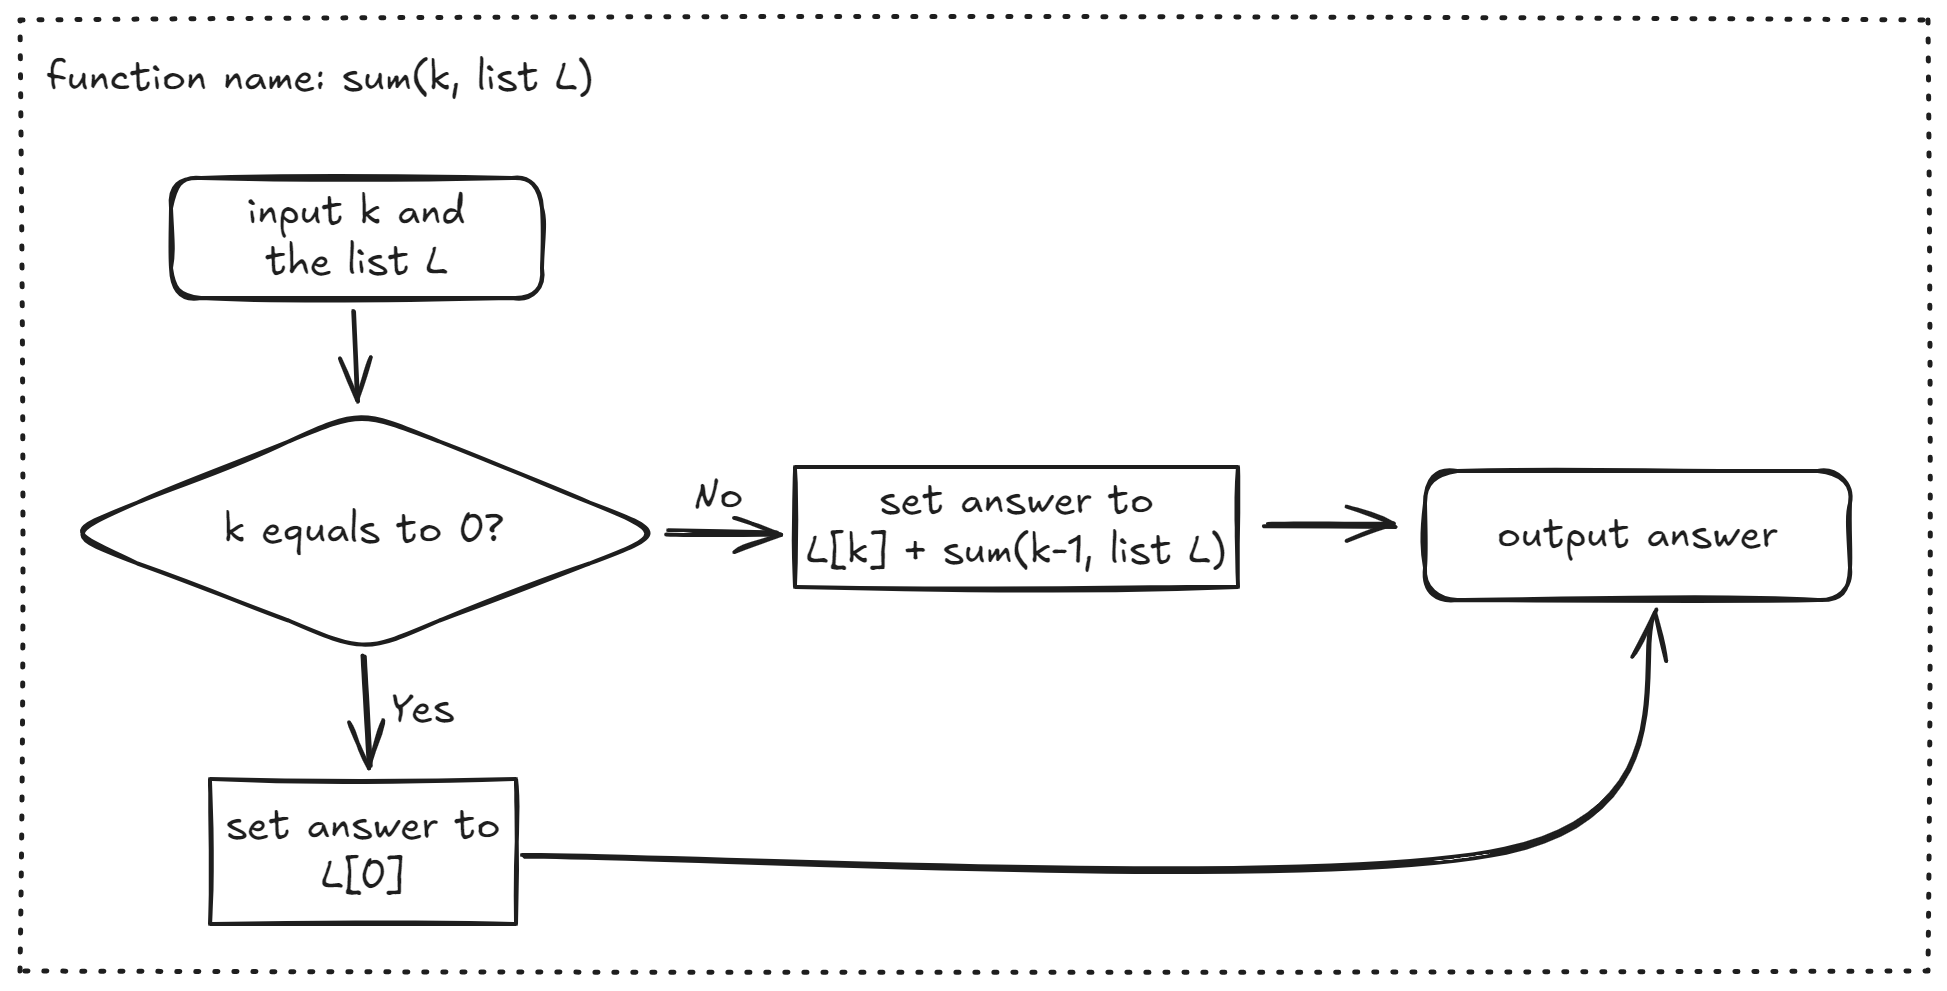 function name: sum(k, list L)
input k and
the list L
k equals to 0?
No
set answer to
L[k] + sum(k-1, list L)
output answer
Yes
set answer to
L[0]